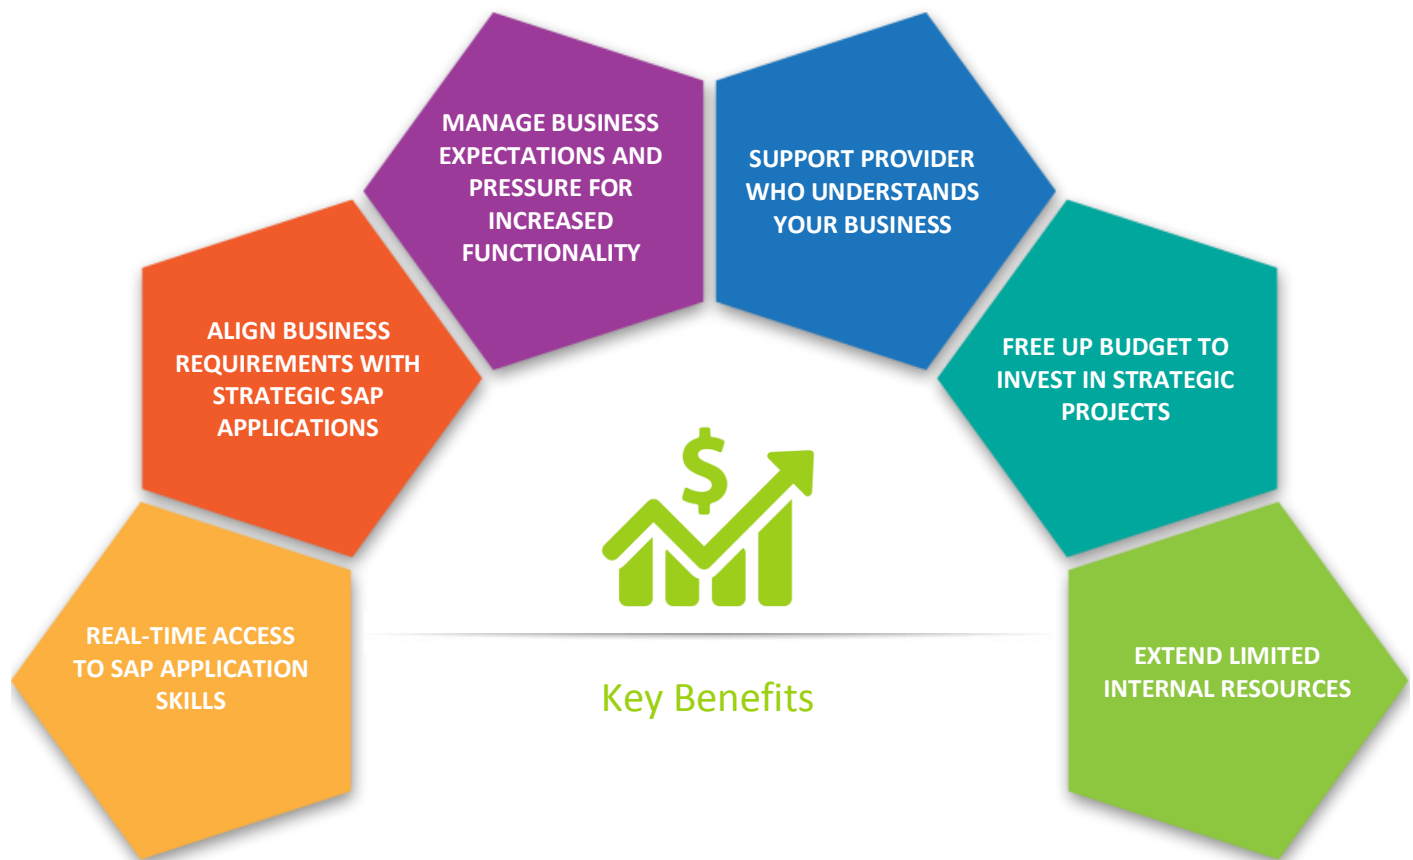 REAL-TIME ACCESS
TO SAP APPLICATION
SKILLS
ALIGN BUSINESS
REQUIREMENTS WITH
STRATEGIC SAP
APPLICATIONS
MANAGE BUSINESS
EXPECTATIONS AND
PRESSURE FOR
INCREASED
FUNCTIONALITY
SUPPORT PROVIDER
WHO UNDERSTANDS
YOUR BUSINESS
FREE UP BUDGET TO
INVEST IN STRATEGIC
PROJECTS
EXTEND LIMITED
INTERNAL RESOURCES
$
Key Benefits